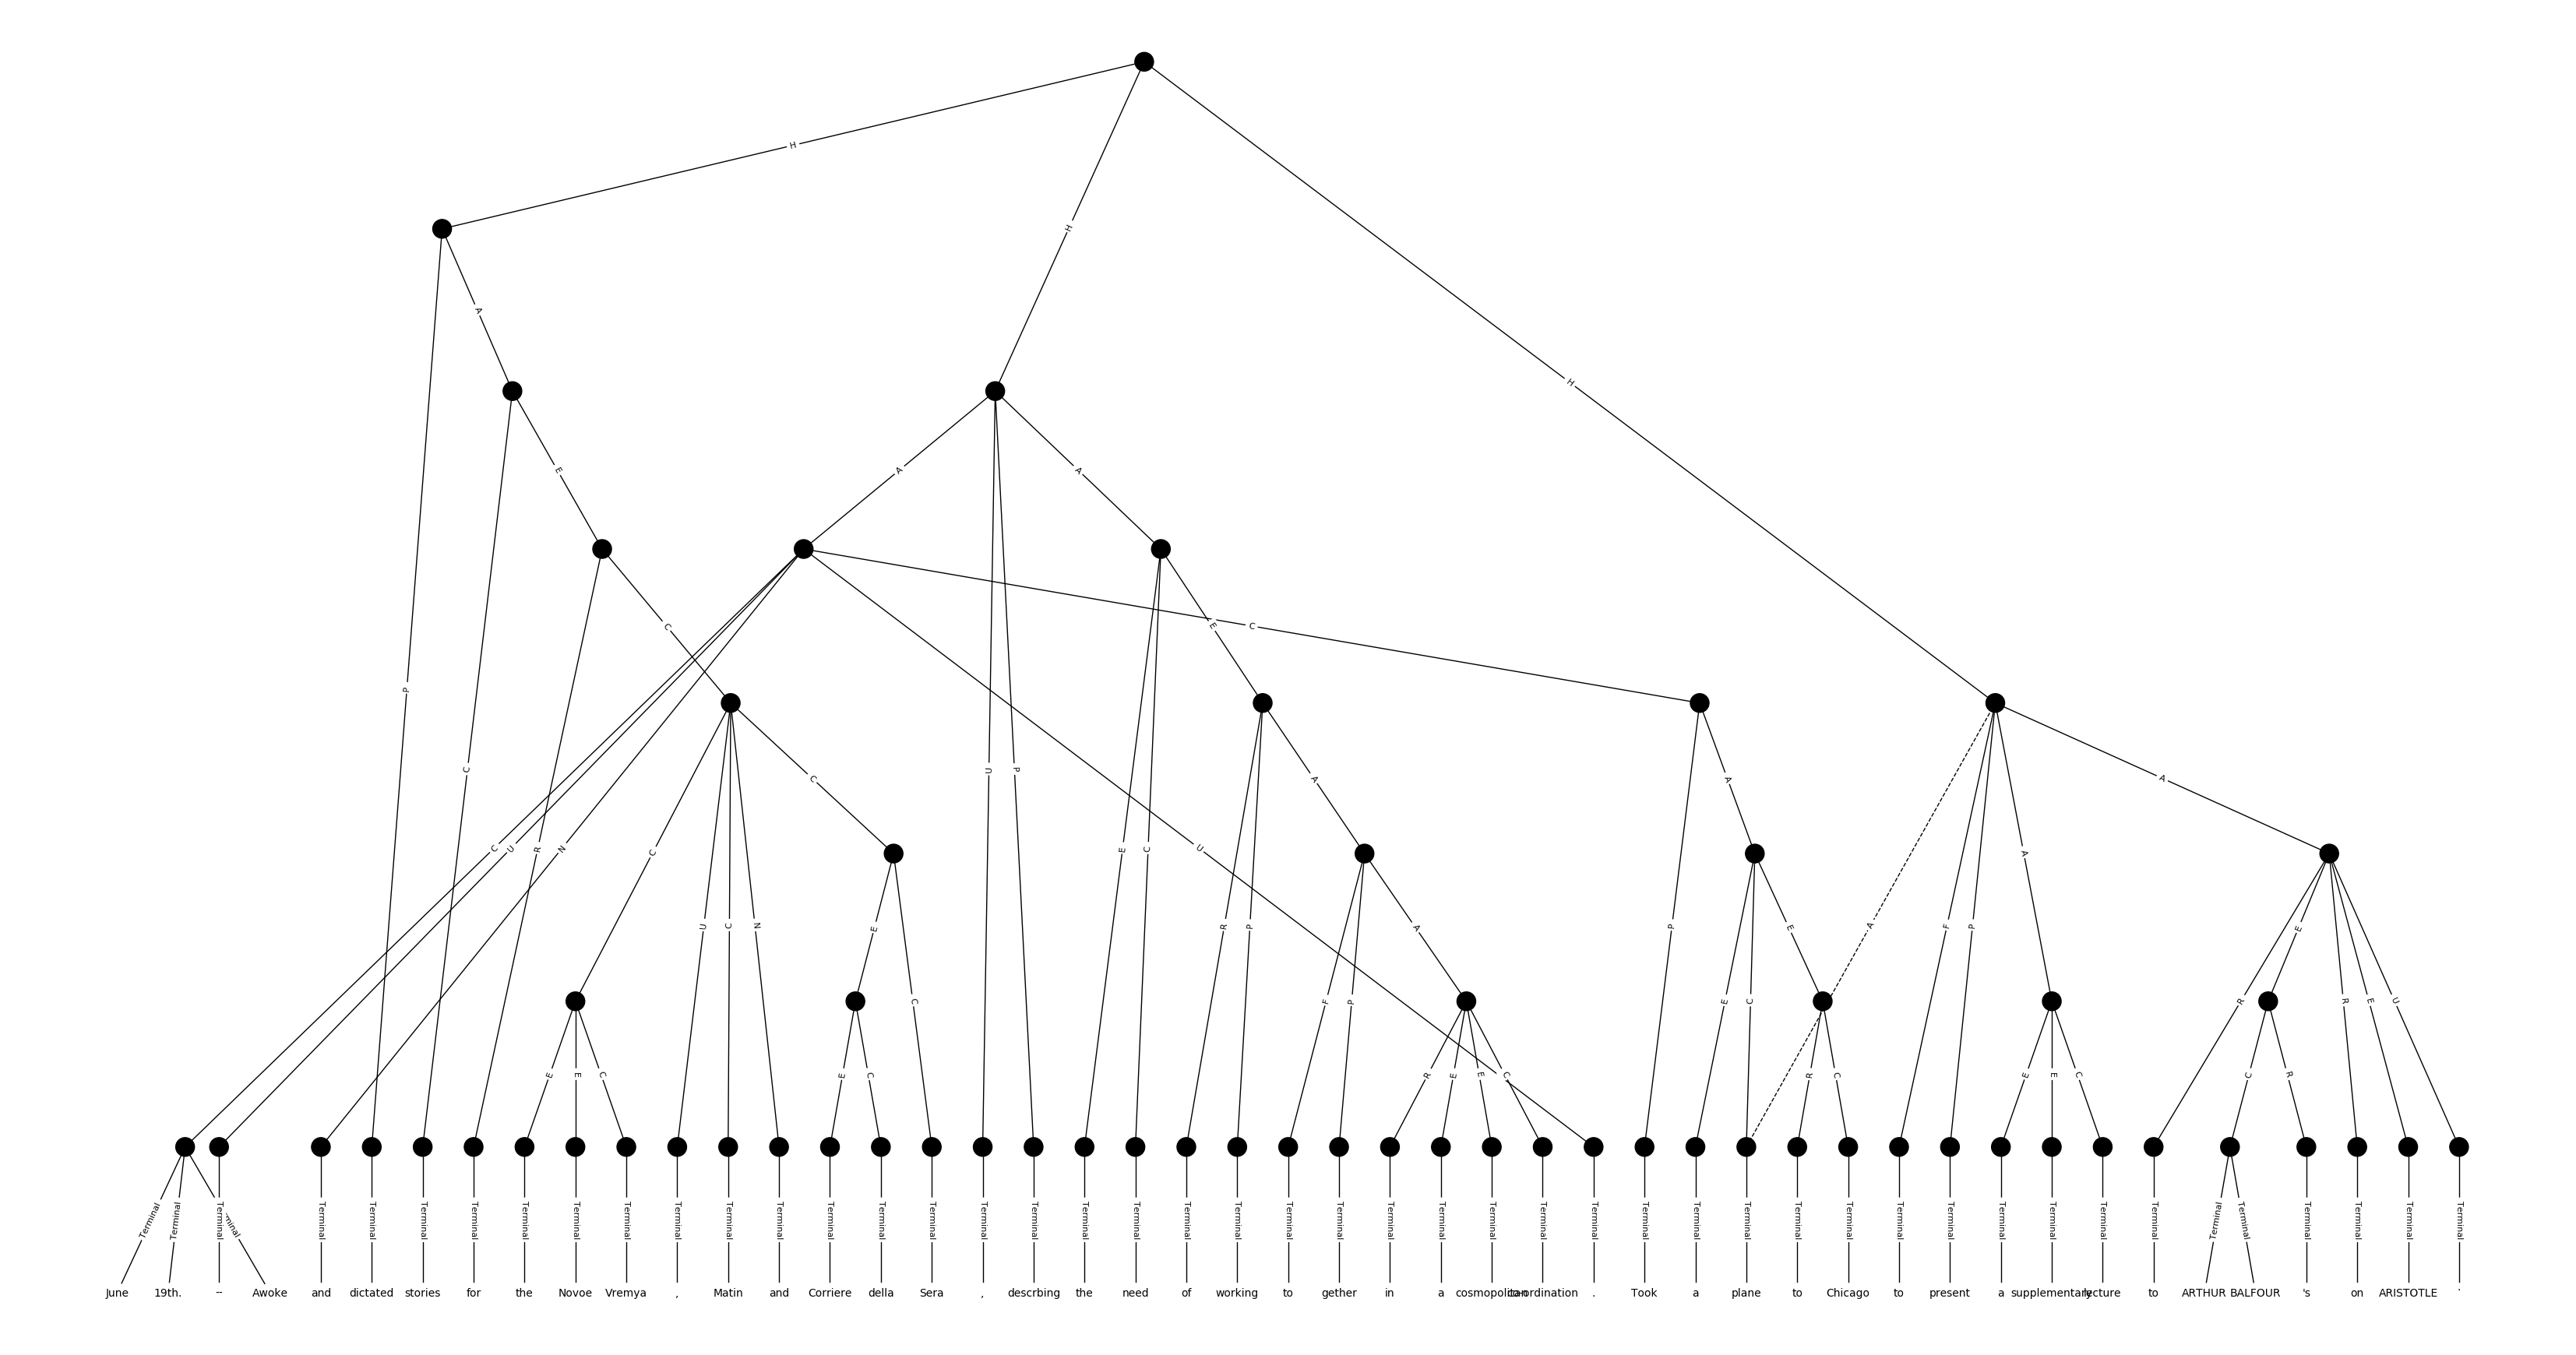 H
H
H
A
E
A
A
C
E
C
P
C
C
A
A
A
U
P
C
U
R
N
C
E
C
U
A
U
C
N
E
R
P
A
P
E
A
F
P
C
F
P
E
C
R
E
R
E
U
E
E
C
E
C
R
E
E
C
R
C
E
E
C
C
R
Terminal Terminal Terminal minal Terminal Terminal Terminal Terminal Terminal Terminal Terminal Terminal Terminal Terminal Terminal Terminal Terminal Terminal Terminal Terminal Terminal Terminal Terminal Terminal Terminal Terminal Terminal Terminal Terminal Terminal Terminal Terminal Terminal Terminal Terminal Terminal Terminal Terminal Terminal Terminal Terminal Terminal Terminal Terminal Terminal Terminal Terminal
June 19th. -- Awoke and dictated stories for the Novoe Vremya , Matin and Corriere della Sera , descrbing the need of working to gether in a cosmopolitan co-ordination . Took a plane to Chicago to present a supplementary lecture to ARTHUR BALFOUR 's on ARISTOTLE